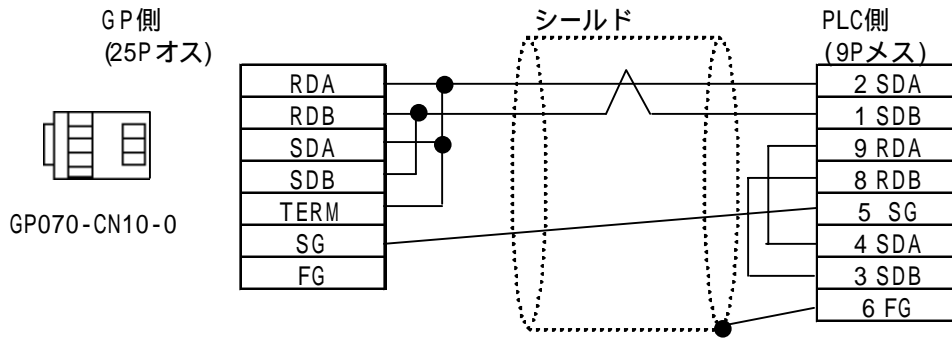 GP側
(25Pオス)
シールド
PLC側
(9Pメス)
RDA
RDB
SDA
SDB
TERM
SG
FG
GP070-CN10-0
2 SDA
1 SDB
9 RDA
8 RDB
5 SG
4 SDA
3 SDB
6 FG